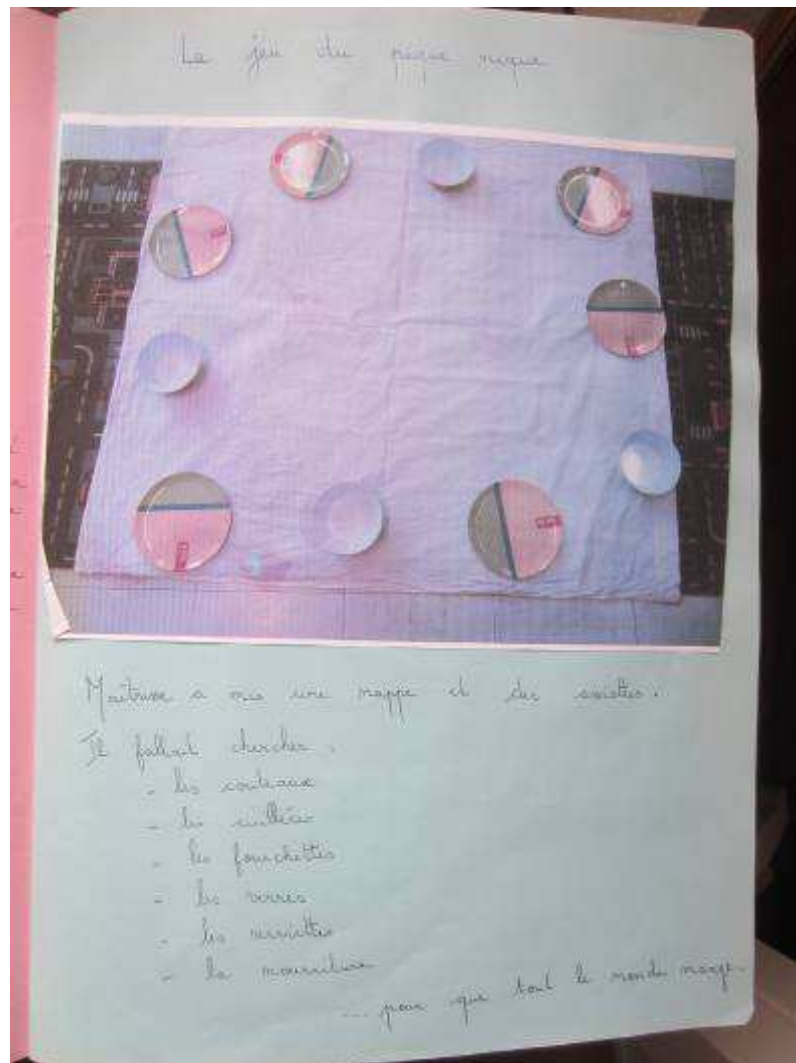 Le jeu du pique nique
Maîtresse a mis une nappe et des assiettes.
Il fallait chercher :
- les couteaux
- les cuillères
- les fourchettes
- les verres
- les serviettes
- la nourriture
.... pour que tout le monde mange.